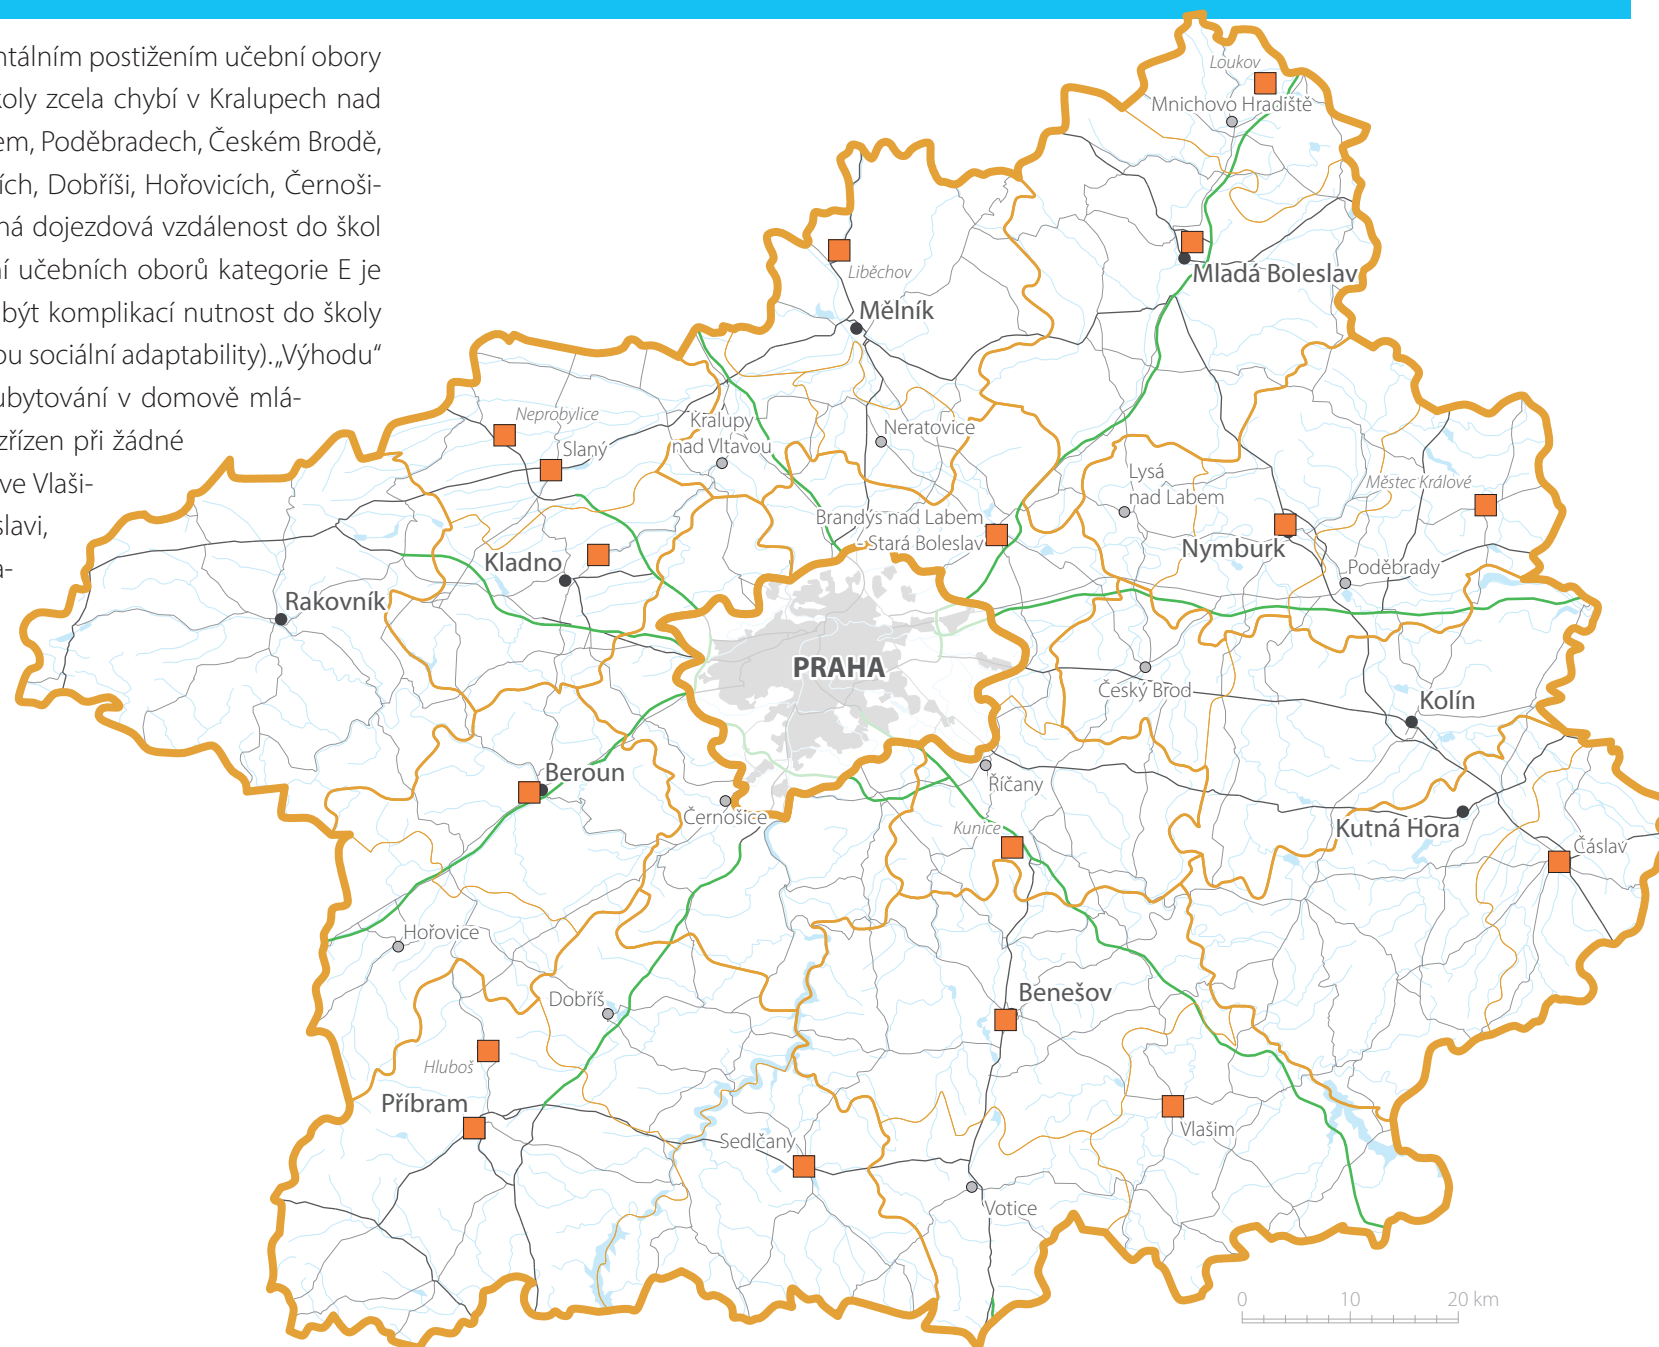 ntálním postižením učební obory
koly zcela chybí v Kralupech nad
em, Poděbradech, Českém Brodě,
ích, Dobříši, Hořovicích, Černoši-
ná dojezdová vzdálenost do škol
ní učebních oborů kategorie E je
být komplikací nutnost do školy
ou sociální adaptability). „Výhodu“
ubytování v domově mlá-
zřízen při žádné
ve Vlaši-
slavi,
a-
Loukov
Mnichovo Hradiště
Liběchov
Mělník
Mladá Boleslav
Neprobylice
Slaný
Kralupy
nad Vltavou
Neratovice
Lysá
nad Labem
Městec Králové
Brandýs nad Labem
- Stará Boleslav
Nymburk
Poděbrady
Kladno
Rakovník
PRAHA
Český Brod
Kolín
Beroun
Černošice
Říčany
Kunice
Kutná Hora
Čáslav
Hořovice
Dobříš
Benešov
Hluboš
Příbram
Sedlčany
Vlašim
Votice
0 10 20 km